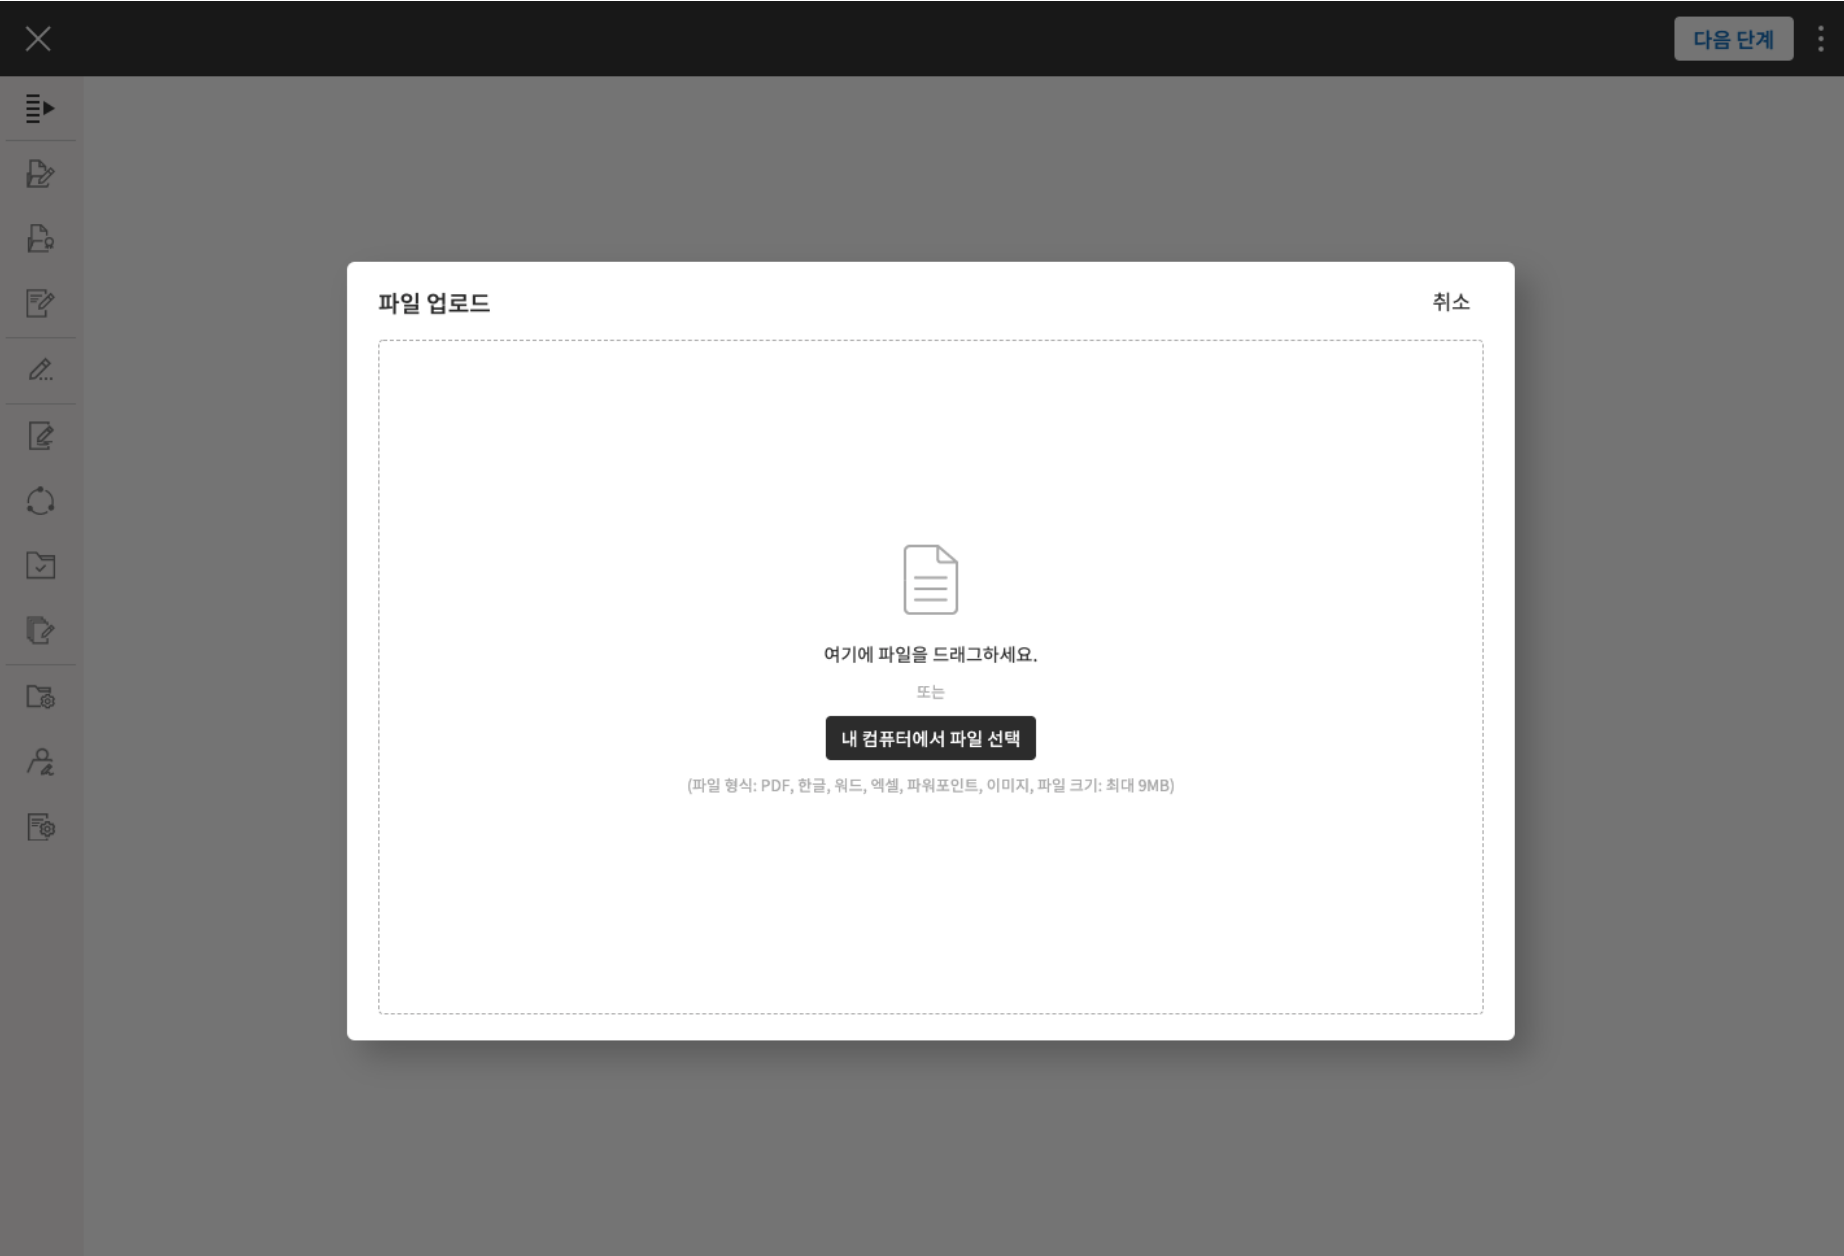 다음 단계
파일 업로드
취소
여기에 파일을 드래그하세요.
또는
내 컴퓨터에서 파일 선택
(파일 형식: PDF, 한글, 워드, 엑셀, 파워포인트, 이미지, 파일 크기: 최대 9MB)